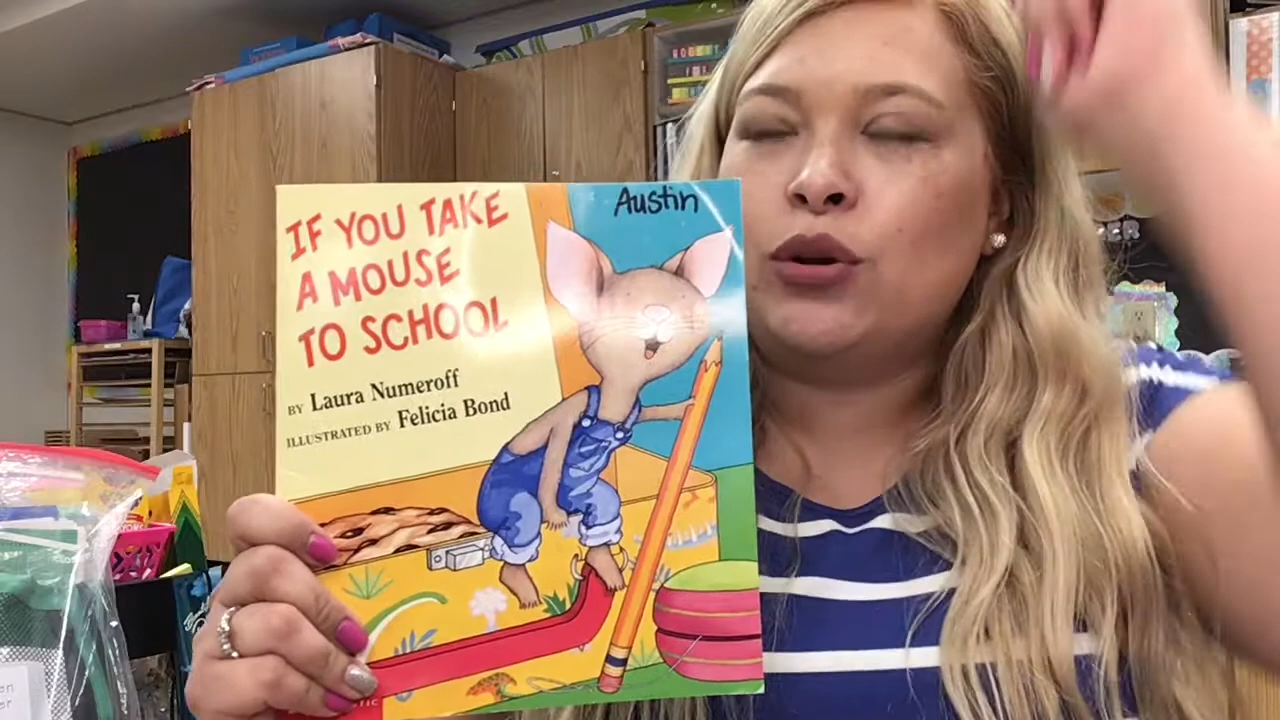 Austin
IF YOU TAKE
A MOUSE
TO SCHOOL
BY Laura Numeroff
ILLUSTRATED BY Felicia Bond